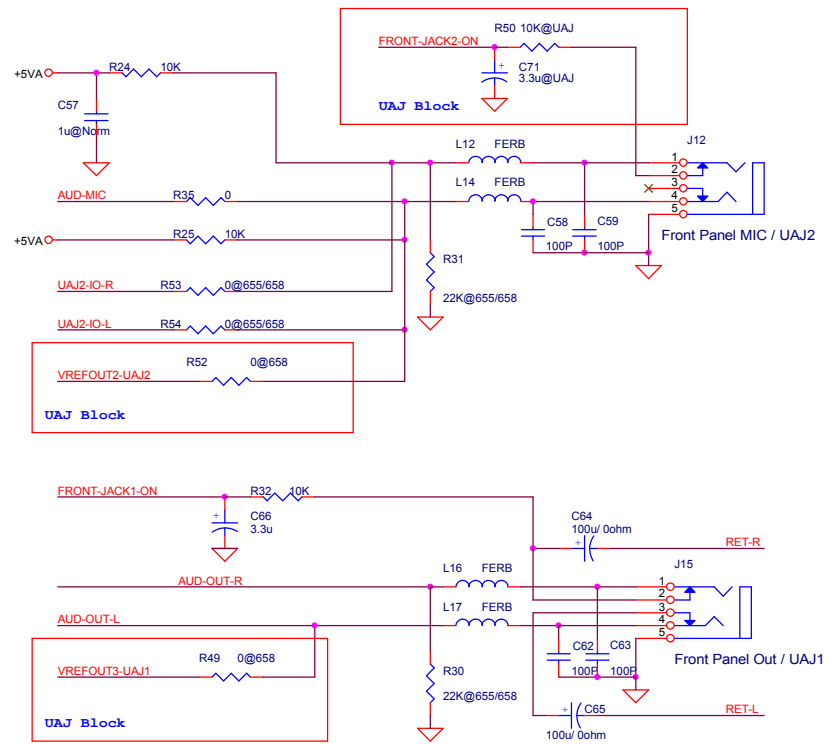 R50 10K@UAJ
FRONT-JACK2-ON
C71
3.3u@UAJ
+
UAJ Block
+5VA
R24 10K
C57
1u@Norm
J12
L12 FERB
1
2
3
4
5
AUD-MIC
R35 0
L14 FERB
C58 C59
100P 100P
Front Panel MIC / UAJ2
+5VA
R25 10K
R31
22K@655/658
UAJ2-IO-R
R53 0@655/658
UAJ2-IO-L
R54 0@655/658
R52 0@658
VREFOUT2-UAJ2
UAJ Block
FRONT-JACK1-ON
R32 10K
+
C66
3.3u
C64
100u/ 0ohm
+
RET-R
J15
L16 FERB
AUD-OUT-R
1
2
3
4
5
AUD-OUT-L
L17 FERB
C62 C63
100P 100P
Front Panel Out / UAJ1
R49 0@658
VREFOUT3-UAJ1
R30
22K@655/658
UAJ Block
+
C65
100u/ 0ohm
RET-L